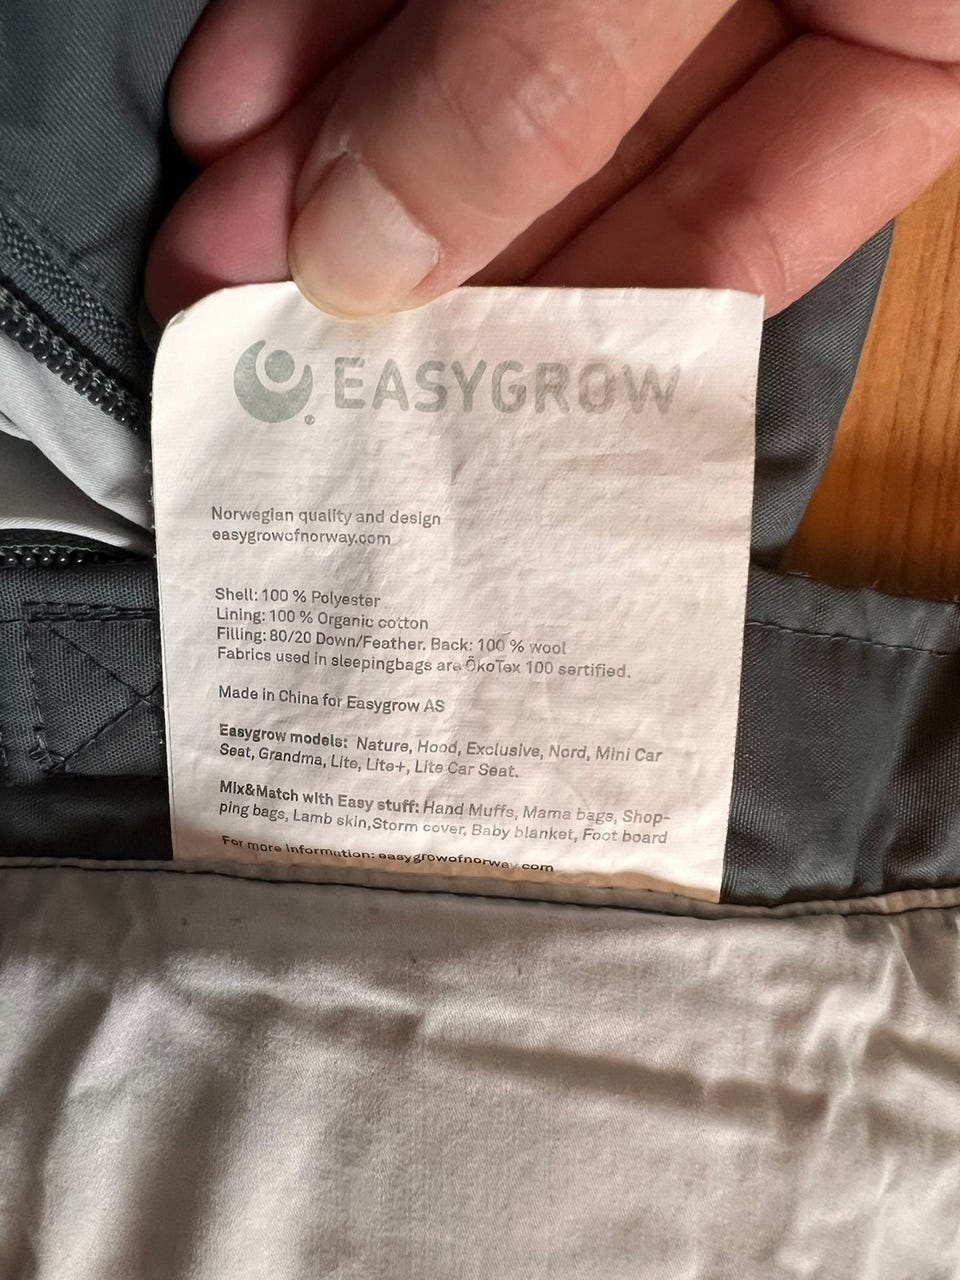 EASYGROW
Norwegian quality and design
easygrowofnorway.com
Shell: 100 % Polyester
Lining: 100 % Organic cotton
Filling: 80/20 Down/Feather. Back: 100 % wool
Fabrics used in sleepingbags are ÖkoTex 100 sertified.
Made in China for Easygrow AS
Easygrow models: Nature, Hood, Exclusive, Nord, Mini Car
Seat, Grandma, Lite, Lite+, Lite Car Seat.
Mix&Match with Easy stuff: Hand Muffs, Mama bags, Shop-
ping bags, Lamb skin,Storm cover, Baby blanket, Foot board
For more information: easygrowofnorway.com